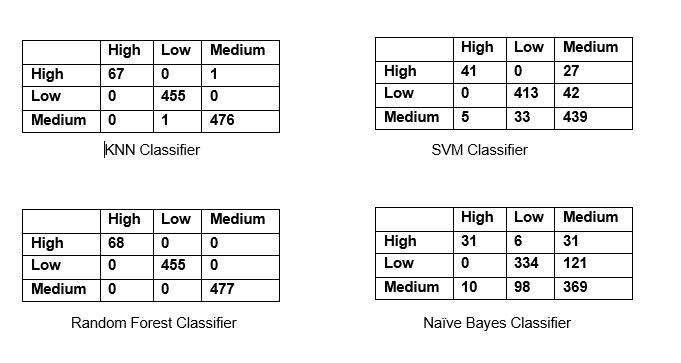 High Low Medium
High 67 0 1
Low 0 455 0
Medium 0 1 476
KNN Classifier
High Low Medium
High 41 0 27
Low 0 413 42
Medium 5 33 439
SVM Classifier
High Low Medium
High 68 0 0
Low 0 455 0
Medium 0 0 477
Random Forest Classifier
High Low Medium
High 31 6 31
Low 0 334 121
Medium 10 98 369
Naïve Bayes Classifier